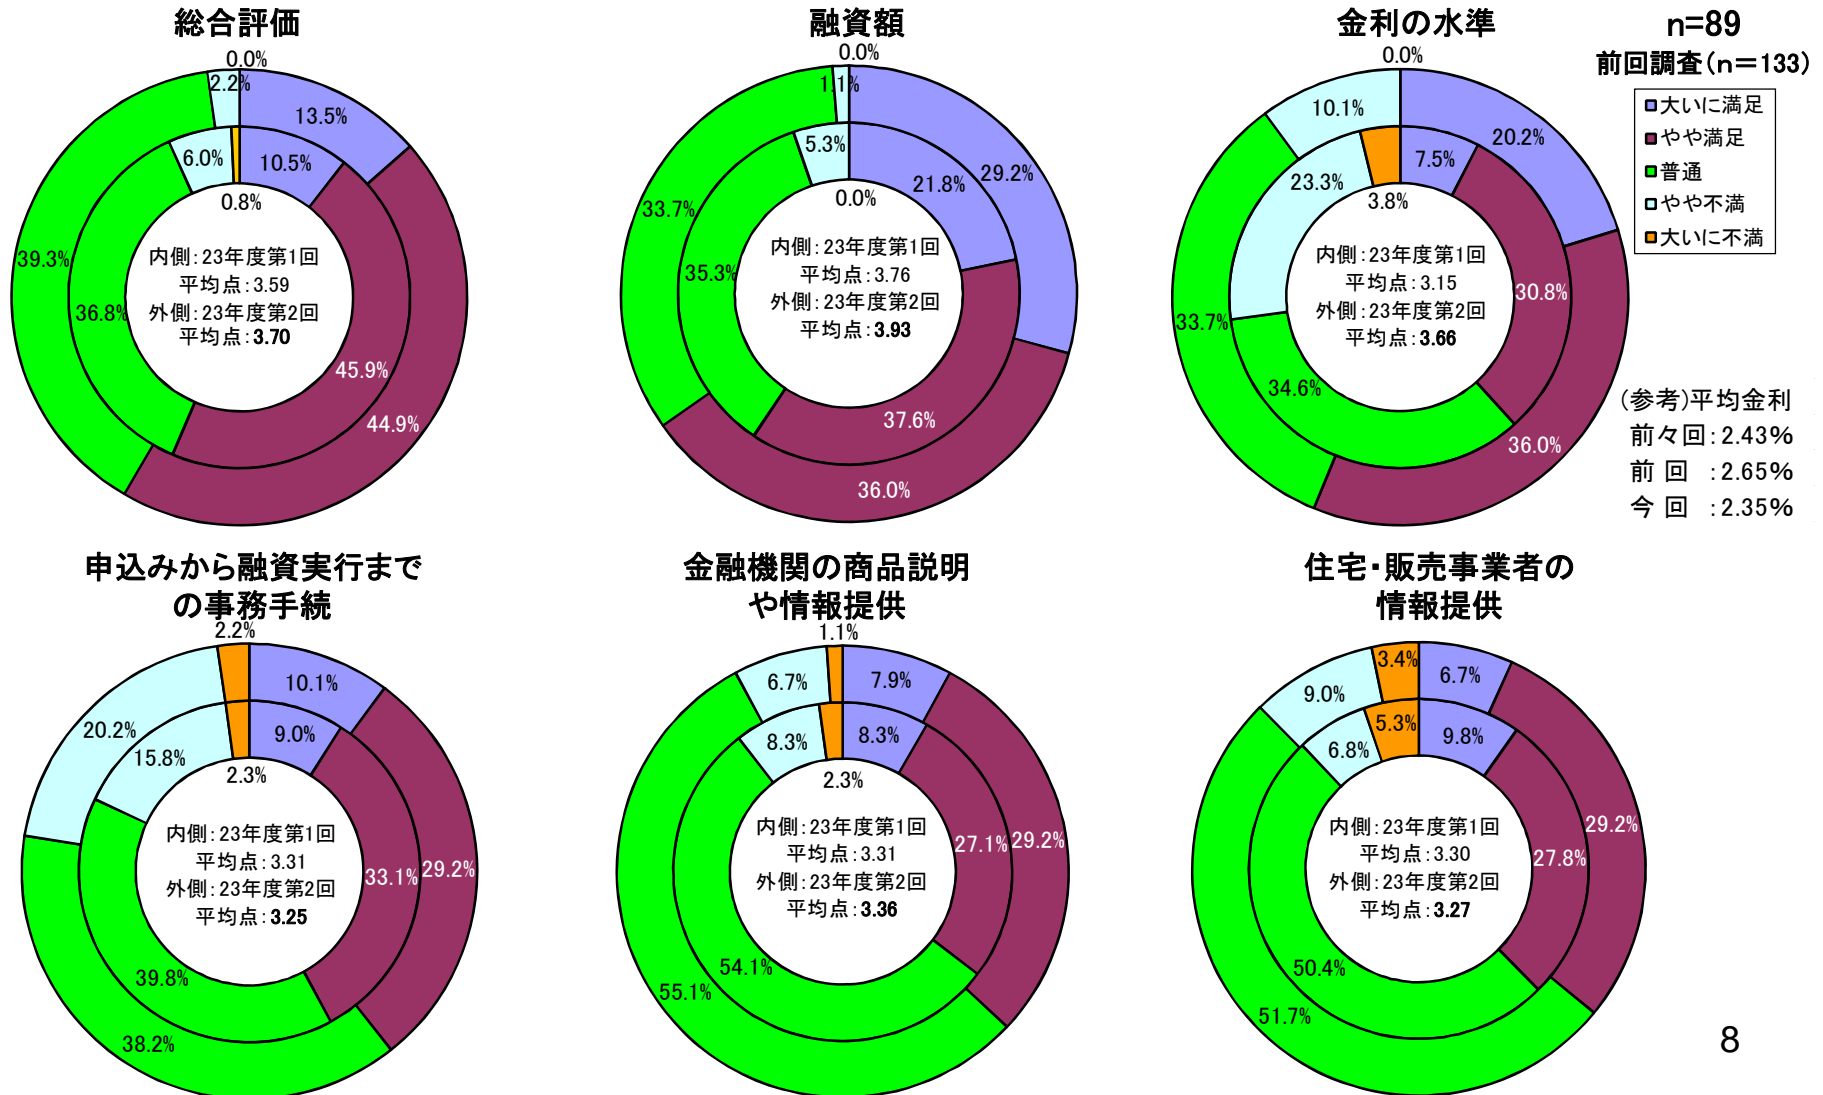 総合評価
0.0%
2.2%
13.5%
6.0%
10.5%
0.8%
39.3%
36.8%
45.9%
44.9%
内側：23年度第1回
平均点：3.59
外側：23年度第2回
平均点：3.70
融資額
0.0%
1.1%
5.3%
29.2%
21.8%
0.0%
33.7%
35.3%
37.6%
36.0%
内側：23年度第1回
平均点：3.76
外側：23年度第2回
平均点：3.93
金利の水準
0.0%
10.1%
20.2%
7.5%
23.3%
3.8%
30.8%
33.7%
34.6%
36.0%
内側：23年度第1回
平均点：3.15
外側：23年度第2回
平均点：3.66
n=89
前回調査（n＝133）
大いに満足
やや満足
普通
やや不満
大いに不満
（参考）平均金利
前々回：2.43%
前 回 ：2.65%
今 回 ：2.35%
申込みから融資実行まで
の事務手続
2.2%
10.1%
20.2%
9.0%
15.8%
2.3%
33.1%
29.2%
39.8%
38.2%
内側：23年度第1回
平均点：3.31
外側：23年度第2回
平均点：3.25
金融機関の商品説明
や情報提供
1.1%
6.7%
7.9%
8.3%
8.3%
2.3%
27.1%
29.2%
54.1%
55.1%
内側：23年度第1回
平均点：3.31
外側：23年度第2回
平均点：3.36
住宅・販売事業者の
情報提供
3.4%
6.7%
9.0%
5.3%
9.8%
6.8%
29.2%
27.8%
50.4%
51.7%
内側：23年度第1回
平均点：3.30
外側：23年度第2回
平均点：3.27
8